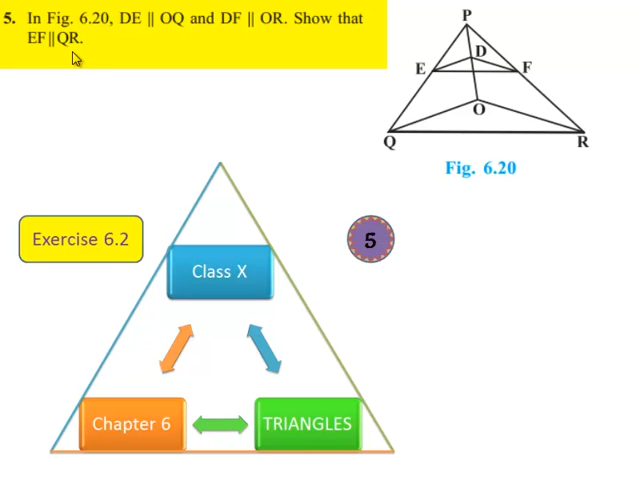 5. In Fig. 6.20, DE || OQ and DF || OR. Show that
EF||QR.
P
D
E
F
O
Q
R
Fig. 6.20
Exercise 6.2
5
Class X
Chapter 6
TRIANGLES